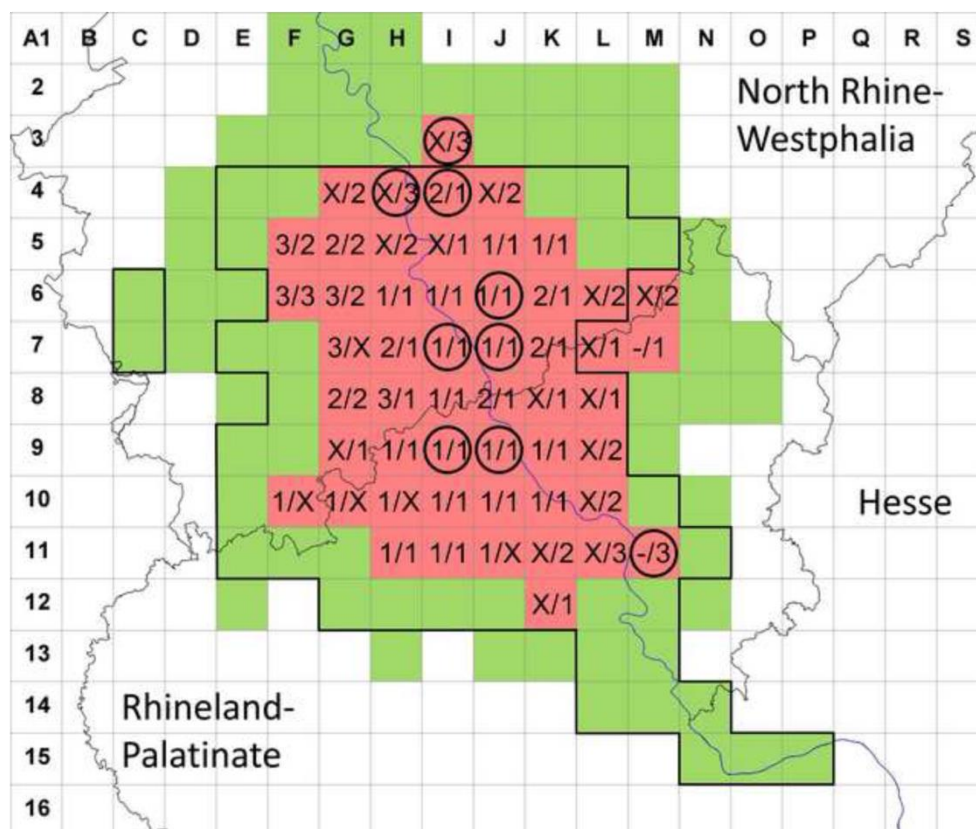 A1 B C D E F G H I J K L M N O P Q R S
2 North Rhine-
3 X/3 Westphalia
4 X/2 X/3 2/1 X/2
5 3/2 2/2 X/2 X/1 1/1 1/1
6 3/3 3/2 1/1 1/1 1/1 2/1 X/2 X/2
7 3/X 2/1 1/1 1/1 2/1 X/1 -/1
8 2/2 3/1 1/1 2/1 X/1 X/1
9 X/1 1/1 1/1 1/1 1/1 X/2
10 1/X 1/X 1/X 1/1 1/1 1/1 X/2 Hesse
11 1/1 1/1 1/X X/2 X/3 -/3
12 X/1
13
14 Rhineland-
15 Palatinate
16